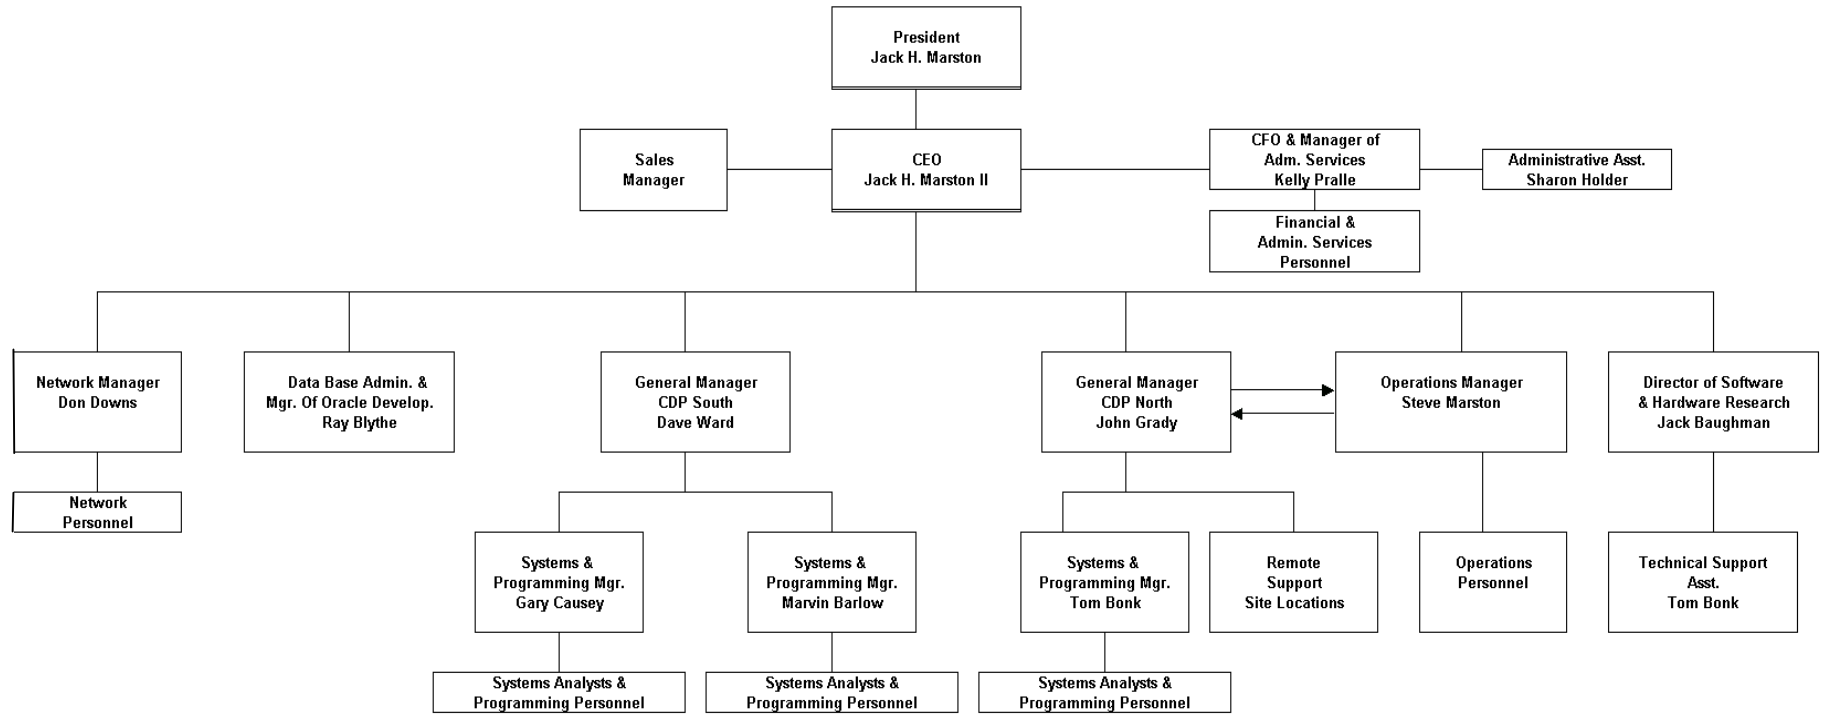 President
Jack H. Marston
Sales
Manager
CEO
Jack H. Marston II
CFO & Manager of
Adm. Services
Kelly Pralle
Administrative Asst.
Sharon Holder
Financial &
Admin. Services
Personnel
Network Manager
Don Downs
Data Base Admin. &
Mgr. Of Oracle Develop.
Ray Blythe
General Manager
CDP South
Dave Ward
General Manager
CDP North
John Grady
Operations Manager
Steve Marston
Director of Software
& Hardware Research
Jack Baughman
Network
Personnel
Systems &
Programming Mgr.
Gary Causey
Systems &
Programming Mgr.
Marvin Barlow
Systems &
Programming Mgr.
Tom Bonk
Remote
Support
Site Locations
Operations
Personnel
Technical Support
Asst.
Tom Bonk
Systems Analysts &
Programming Personnel
Systems Analysts &
Programming Personnel
Systems Analysts &
Programming Personnel